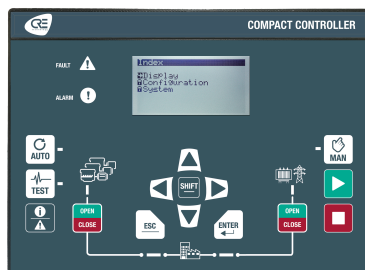 CRE
COMPACT CONTROLLER
FAULT
ALARM
Index
Display
Configuration
System
AUTO
TEST
MAN
SHIFT
OPEN
CLOSE
ESC
ENTER
OPEN
CLOSE